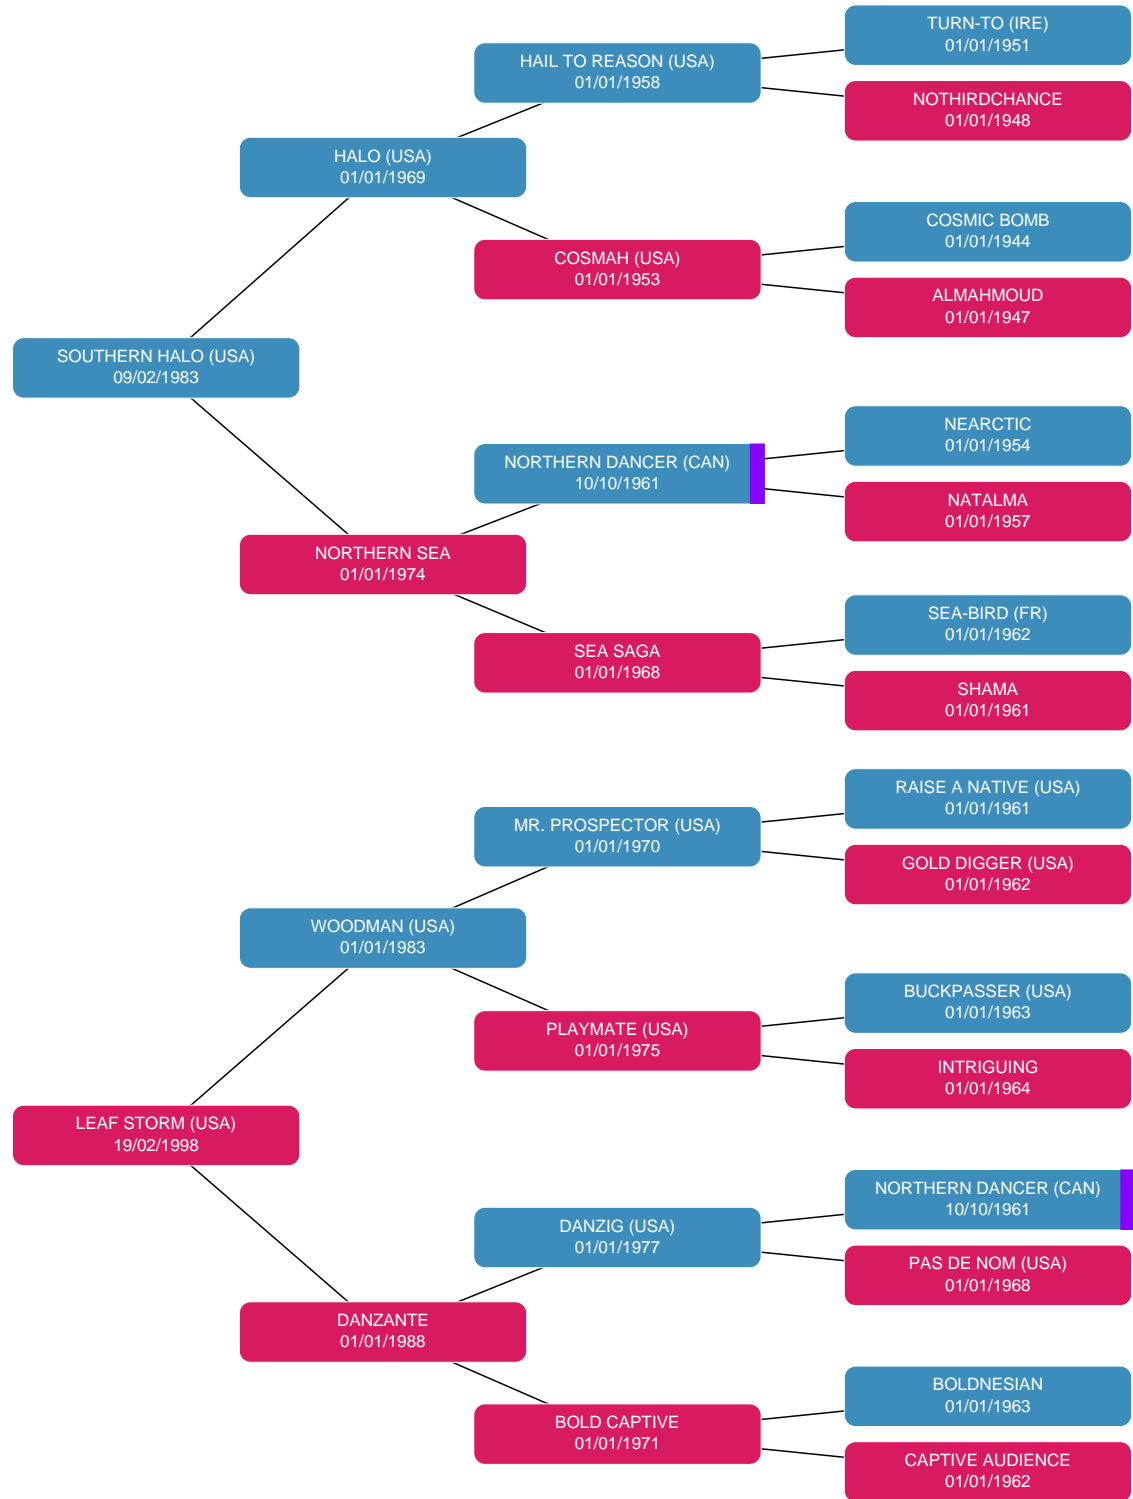 TURN-TO (IRE)
01/01/1951
HAIL TO REASON (USA)
01/01/1958
NOTHIRDCHANCE
01/01/1948
HALO (USA)
01/01/1969
COSMIC BOMB
01/01/1944
COSMAH (USA)
01/01/1953
ALMAHMOUD
01/01/1947
SOUTHERN HALO (USA)
09/02/1983
NEARCTIC
01/01/1954
NORTHERN DANCER (CAN)
10/10/1961
NATALMA
01/01/1957
NORTHERN SEA
01/01/1974
SEA-BIRD (FR)
01/01/1962
SEA SAGA
01/01/1968
SHAMA
01/01/1961
RAISE A NATIVE (USA)
01/01/1961
MR. PROSPECTOR (USA)
01/01/1970
GOLD DIGGER (USA)
01/01/1962
WOODMAN (USA)
01/01/1983
BUCKPASSER (USA)
01/01/1963
PLAYMATE (USA)
01/01/1975
INTRIGUING
01/01/1964
LEAF STORM (USA)
19/02/1998
NORTHERN DANCER (CAN)
10/10/1961
DANZIG (USA)
01/01/1977
PAS DE NOM (USA)
01/01/1968
DANZANTE
01/01/1988
BOLDNESIAN
01/01/1963
BOLD CAPTIVE
01/01/1971
CAPTIVE AUDIENCE
01/01/1962